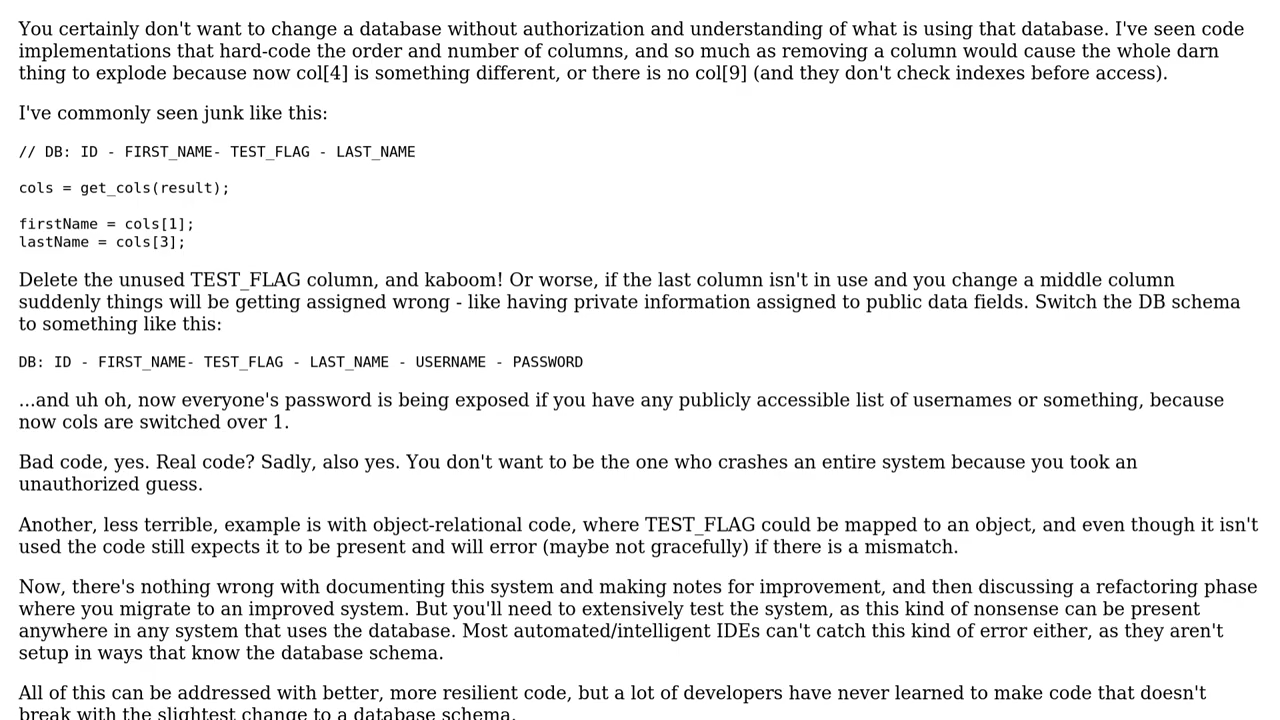 You certainly don't want to change a database without authorization and understanding of what is using that database. I've seen code
implementations that hard-code the order and number of columns, and so much as removing a column would cause the whole darn
thing to explode because now col[4] is something different, or there is no col[9] (and they don't check indexes before access).
I've commonly seen junk like this:
// DB: ID - FIRST_NAME- TEST_FLAG - LAST_NAME
cols = get_cols(result);
firstName = cols[1];
lastName = cols[3];
Delete the unused TEST_FLAG column, and kaboom! Or worse, if the last column isn't in use and you change a middle column
suddenly things will be getting assigned wrong - like having private information assigned to public data fields. Switch the DB schema
to something like this:
DB: ID - FIRST_NAME- TEST_FLAG - LAST_NAME - USERNAME - PASSWORD
...and uh oh, now everyone's password is being exposed if you have any publicly accessible list of usernames or something, because
now cols are switched over 1.
Bad code, yes. Real code? Sadly, also yes. You don't want to be the one who crashes an entire system because you took an
unauthorized guess.
Another, less terrible, example is with object-relational code, where TEST_FLAG could be mapped to an object, and even though it isn't
used the code still expects it to be present and will error (maybe not gracefully) if there is a mismatch.
Now, there's nothing wrong with documenting this system and making notes for improvement, and then discussing a refactoring phase
where you migrate to an improved system. But you'll need to extensively test the system, as this kind of nonsense can be present
anywhere in any system that uses the database. Most automated/intelligent IDEs can't catch this kind of error either, as they aren't
setup in ways that know the database schema.
All of this can be addressed with better, more resilient code, but a lot of developers have never learned to make code that doesn't
break with the slightest change to a database schema.